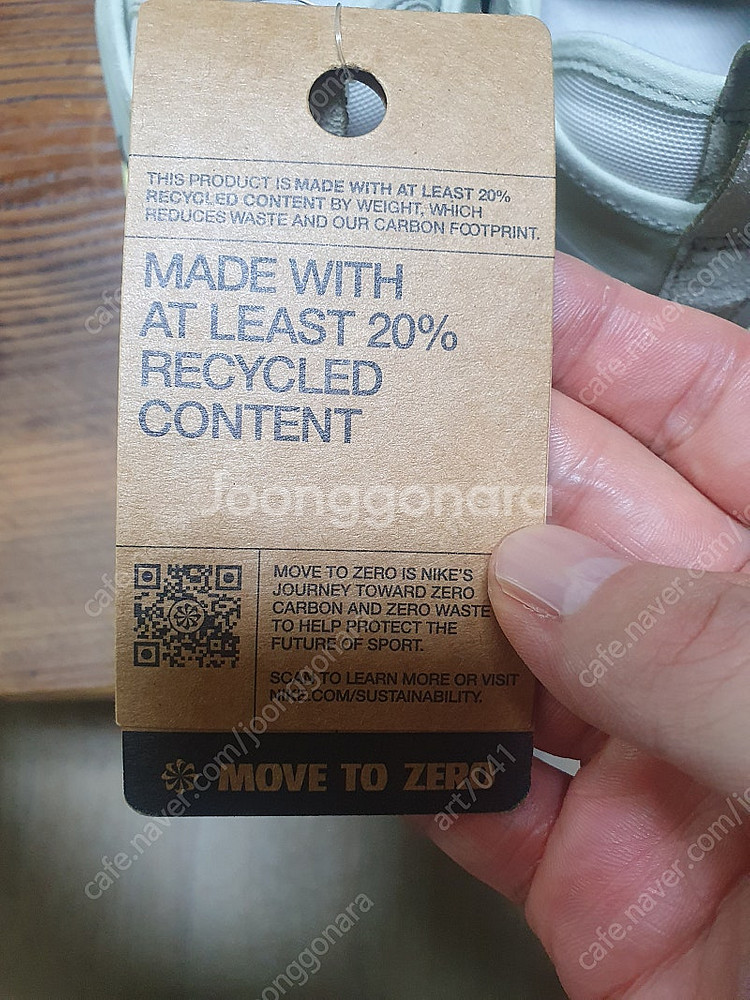 THIS PRODUCT IS MADE WITH AT LEAST 20%
RECYCLED CONTENT BY WEIGHT, WHICH
REDUCES WASTE AND OUR CARBON FOOTPRINT.
MADE WITH
AT LEAST 20%
RECYCLED
CONTENT
Joonggonara
MOVE TO ZERO IS NIKE'S
JOURNEY TOWARD ZERO
CARBON AND ZERO WASTE
TO HELP PROTECT THE
FUTURE OF SPORT.
SCAN TO LEARN MORE OR VISIT
NIKE.COM/SUSTAINABILITY.
MOVE TO ZERO
cafe.naver.com/joonggonara
art7041